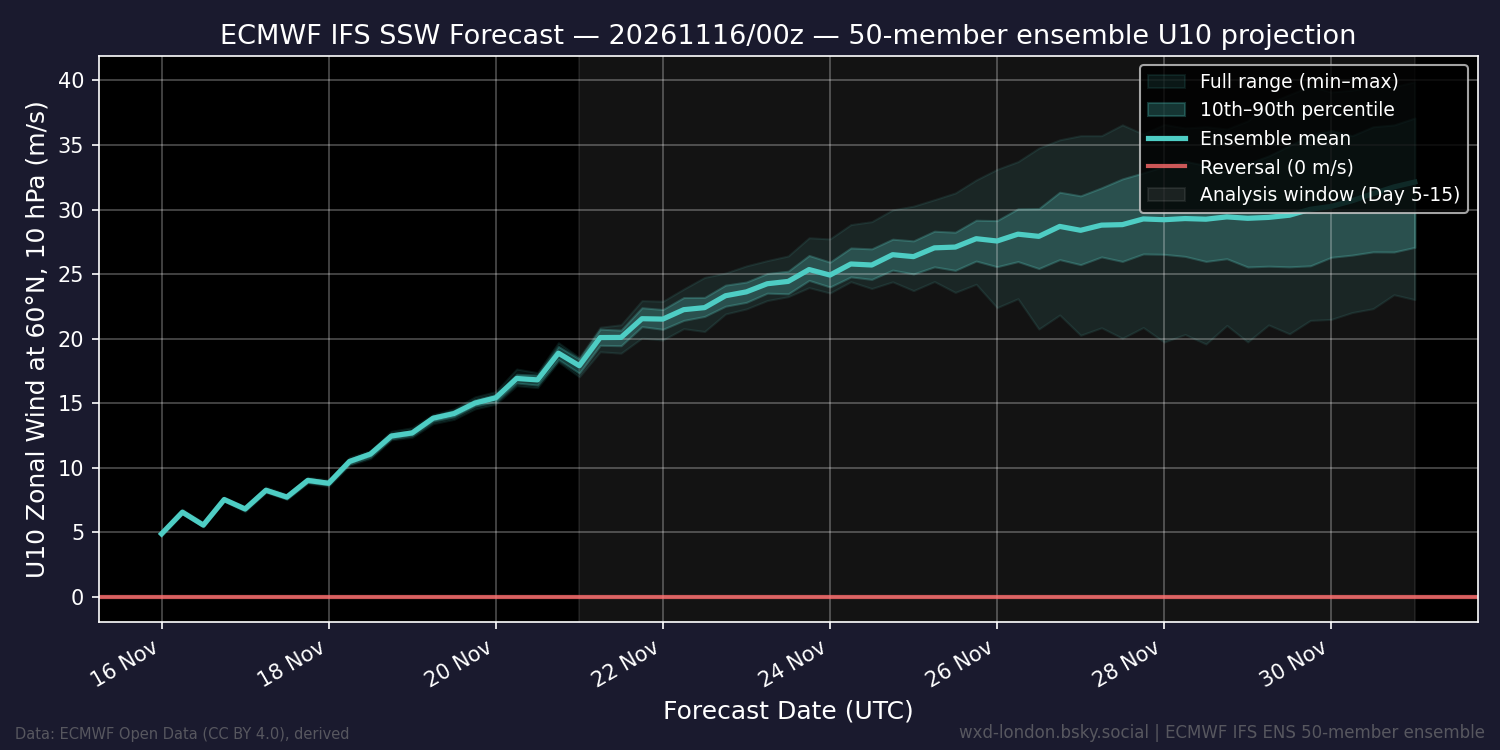 ECMWF IFS SSW Forecast — 20261116/00z — 50-member ensemble U10 projection
U10 Zonal Wind at 60°N, 10 hPa (m/s)
40
35
30
25
20
15
10
5
0
Full range (min–max)
10th–90th percentile
Ensemble mean
Reversal (0 m/s)
Analysis window (Day 5-15)
16 Nov
18 Nov
20 Nov
22 Nov
24 Nov
26 Nov
28 Nov
30 Nov
Forecast Date (UTC)
Data: ECMWF Open Data (CC BY 4.0), derived
wxd-london.bsky.social | ECMWF IFS ENS 50-member ensemble